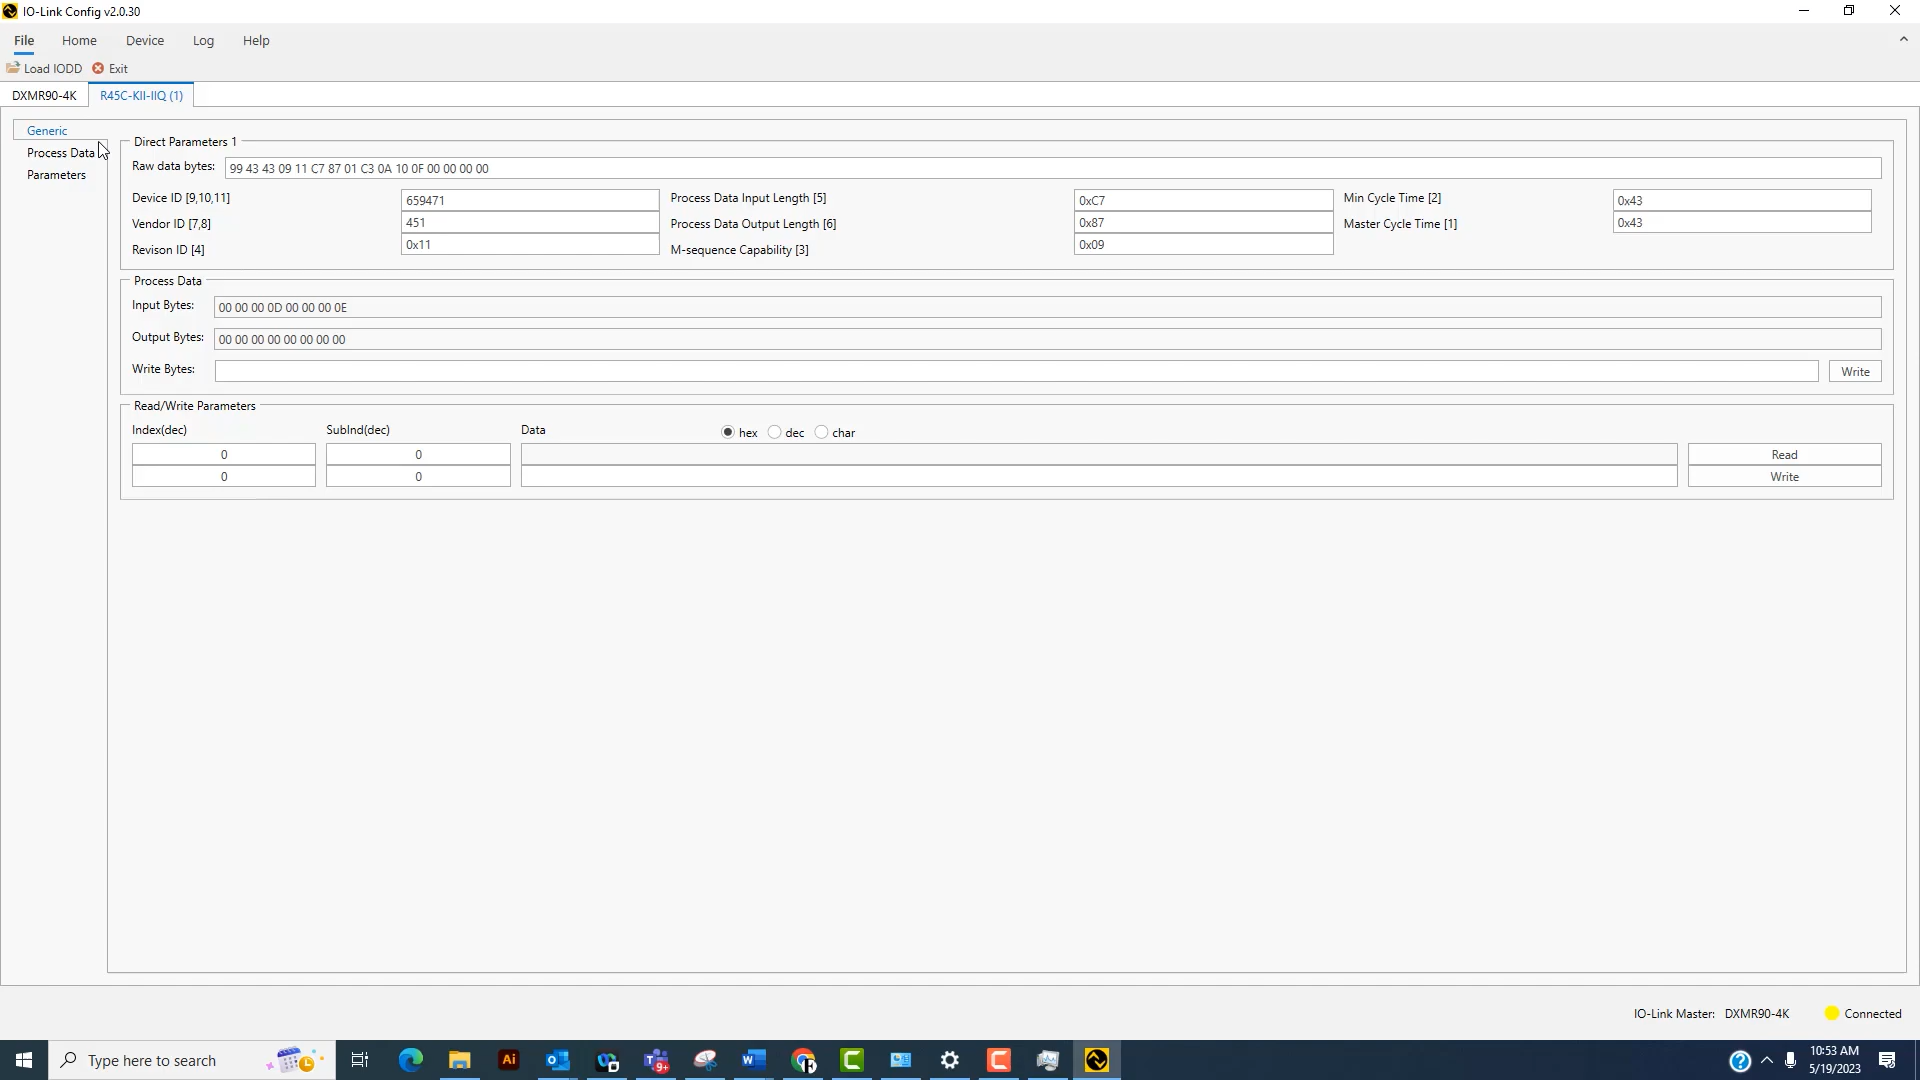 IO-Link Config v2.0.30
File Home Device Log Help
Load IODD Exit
DXMR90-4K R45C-KII-IIQ (1)
Generic
Process Data
Parameters
Direct Parameters 1
Raw data bytes: 99 43 43 09 11 C7 87 01 C3 0A 10 0F 00 00 00 00
Device ID [9,10,11] 659471 Process Data Input Length [5] 0xC7 Min Cycle Time [2] 0x43
Vendor ID [7,8] 451 Process Data Output Length [6] 0x87 Master Cycle Time [1] 0x43
Revison ID [4] 0x11 M-sequence Capability [3] 0x09
Process Data
Input Bytes: 00 00 00 0D 00 00 00 0E
Output Bytes: 00 00 00 00 00 00 00 00
Write Bytes: Write
Read/Write Parameters
Index(dec) SubInd(dec) Data hex dec char
0 0 Read
0 0 Write
IO-Link Master: DXMR90-4K Connected
Type here to search Ai 9+ 10:53 AM
5/19/2023